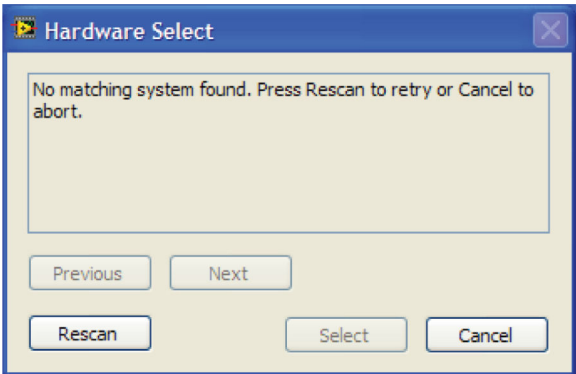 Hardware Select
No matching system found. Press Rescan to retry or Cancel to
abort.
Previous
Next
Rescan
Select
Cancel